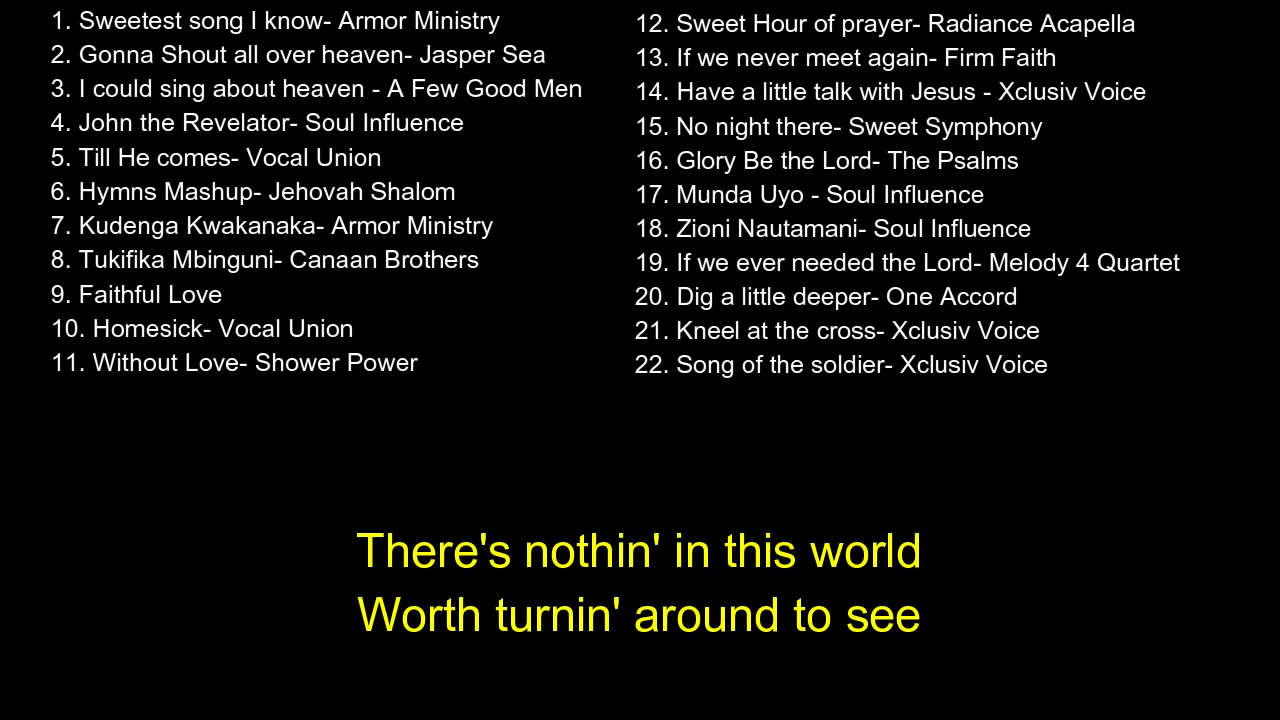 1. Sweetest song I know- Armor Ministry
2. Gonna Shout all over heaven- Jasper Sea
3. I could sing about heaven - A Few Good Men
4. John the Revelator- Soul Influence
5. Till He comes- Vocal Union
6. Hymns Mashup- Jehovah Shalom
7. Kudenga Kwakanaka- Armor Ministry
8. Tukifika Mbinguni- Canaan Brothers
9. Faithful Love
10. Homesick- Vocal Union
11. Without Love- Shower Power
12. Sweet Hour of prayer- Radiance Acapella
13. If we never meet again- Firm Faith
14. Have a little talk with Jesus - Xclusiv Voice
15. No night there- Sweet Symphony
16. Glory Be the Lord- The Psalms
17. Munda Uyo - Soul Influence
18. Zioni Nautamani- Soul Influence
19. If we ever needed the Lord- Melody 4 Quartet
20. Dig a little deeper- One Accord
21. Kneel at the cross- Xclusiv Voice
22. Song of the soldier- Xclusiv Voice
There's nothin' in this world
Worth turnin' around to see